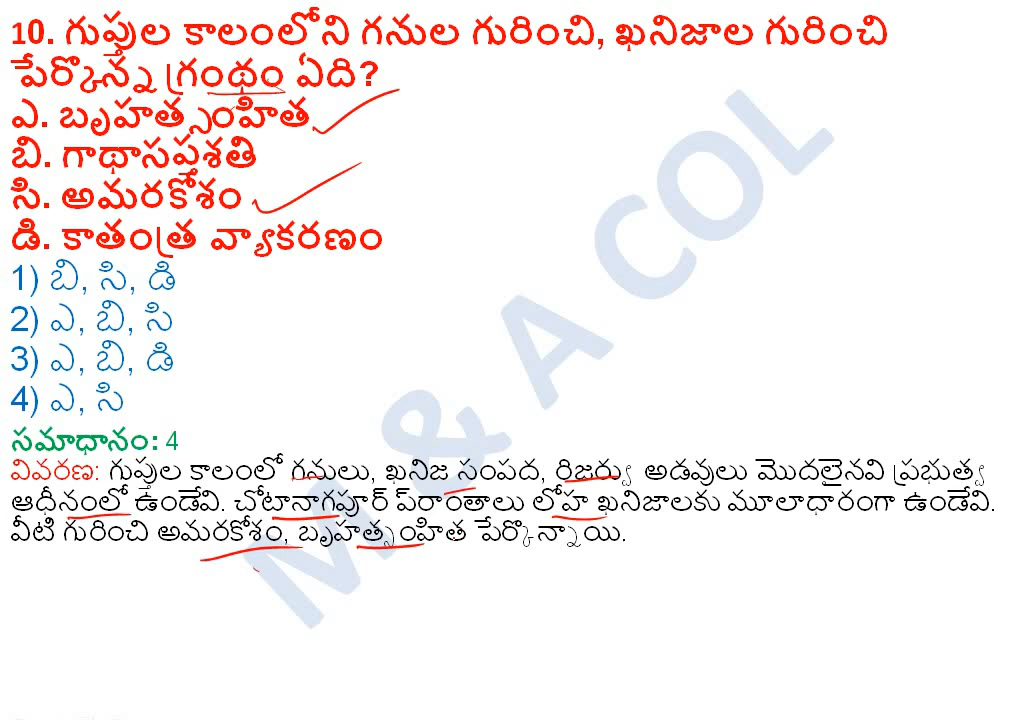 10. గుప్తుల కాలంలోని గనుల గురించి, ఖనిజాల గురించి
పేర్కొన్న గ్రంథం ఏది?
ఎ. బృహత్సంహిత
బి. గాథాసప్తశతి
సి. అమరకోశం
డి. కాతంత్ర వ్యాకరణం
1) బి, సి, డి
2) ఎ, బి, సి
3) ఎ, బి, డి
4) ఎ, సి
సమాధానం: 4
వివరణ: గుప్తుల కాలంలో గనులు, ఖనిజ సంపద, రిజర్వు అడవులు మొదలైనవి ప్రభుత్వ
ఆధీనంలో ఉండేవి. చోటానాగపూర్ ప్రాంతాలు లోహ ఖనిజాలకు మూలాధారంగా ఉండేవి.
వీటి గురించి అమరకోశం, బృహత్సంహిత పేర్కొన్నాయి.
M & A COL